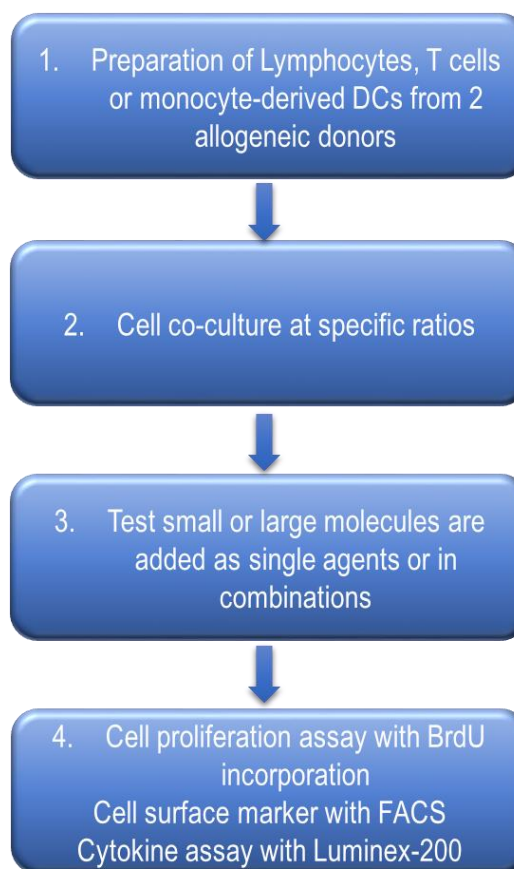 1. Preparation of Lymphocytes, T cells
or monocyte-derived DCs from 2
allogeneic donors
2. Cell co-culture at specific ratios
3. Test small or large molecules are
added as single agents or in
combinations
4. Cell proliferation assay with BrdU
incorporation
Cell surface marker with FACS
Cytokine assay with Luminex-200